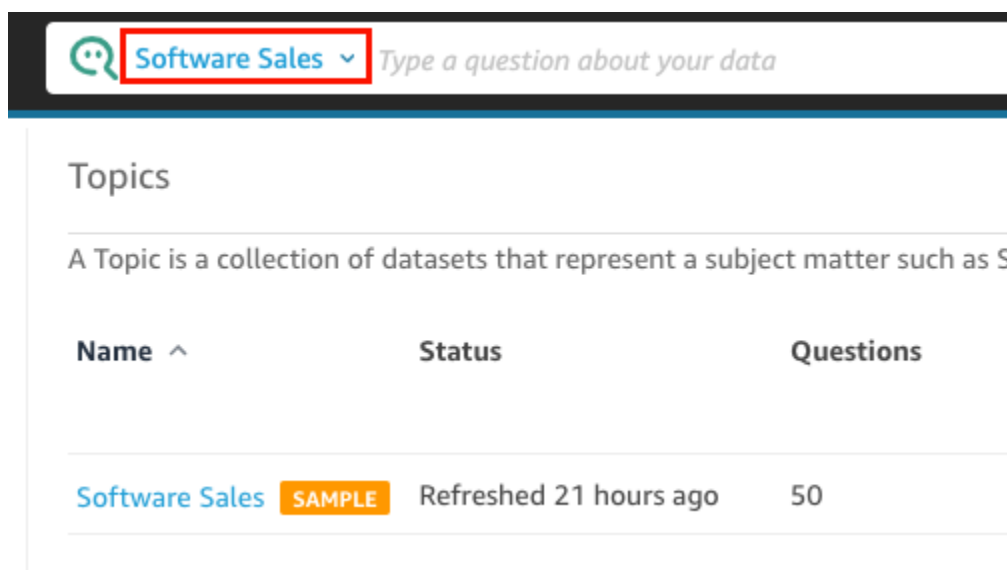 Software Sales Type a question about your data
Topics
A Topic is a collection of datasets that represent a subject matter such as
Name Status Questions
Software Sales SAMPLE Refreshed 21 hours ago 50